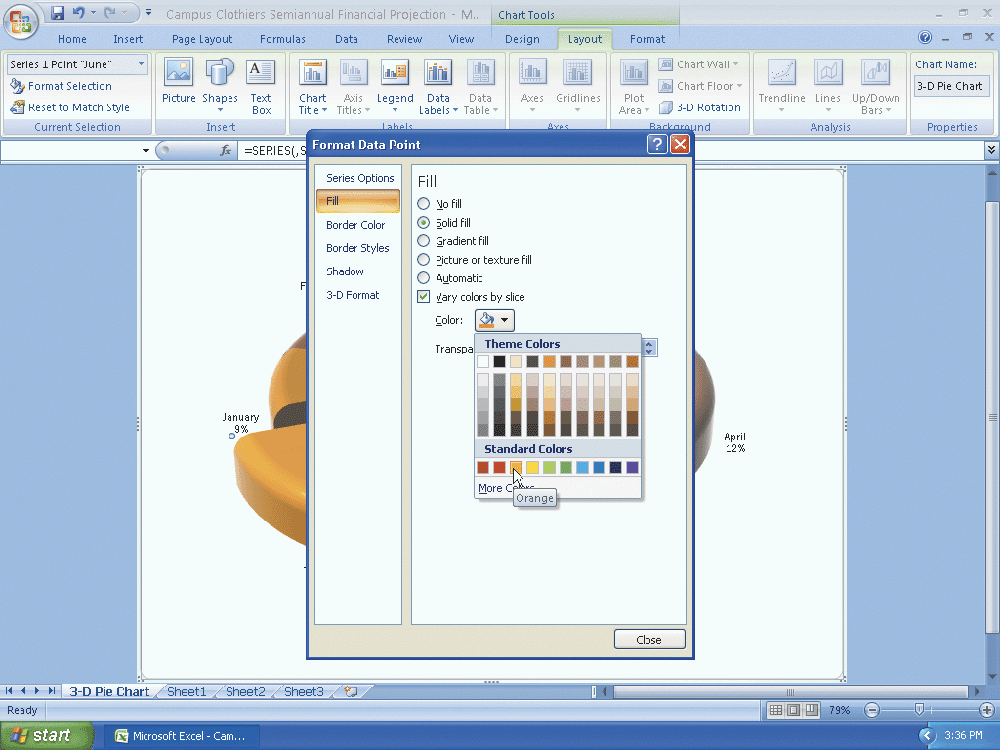 Campus Clothiers Semiannual Financial Projection - M..
Chart Tools
Home Insert Page Layout Formulas Data Review View Design Layout Format
Series 1 Point "June"
Format Selection
Reset to Match Style
Current Selection
Picture Shapes Text Box
Insert
Chart Title Axis Titles Legend Data Labels Data Table
Labels
Axes Gridlines
Axes
Plot Area
Chart Wall
Chart Floor
3-D Rotation
Background
Trendline Lines Up/Down Bars
Analysis
Chart Name:
3-D Pie Chart
Properties
fx =SERIES(,S
Format Data Point
Series Options
Fill
Border Color
Border Styles
Shadow
3-D Format
Fill
No fill
Solid fill
Gradient fill
Picture or texture fill
Automatic
Vary colors by slice
Color:
Transpa
Theme Colors
Standard Colors
More Colors...
Orange
Close
F
January
9%
April
12%
3-D Pie Chart Sheet1 Sheet2 Sheet3
Ready
79%
start
Microsoft Excel - Cam...
3:36 PM